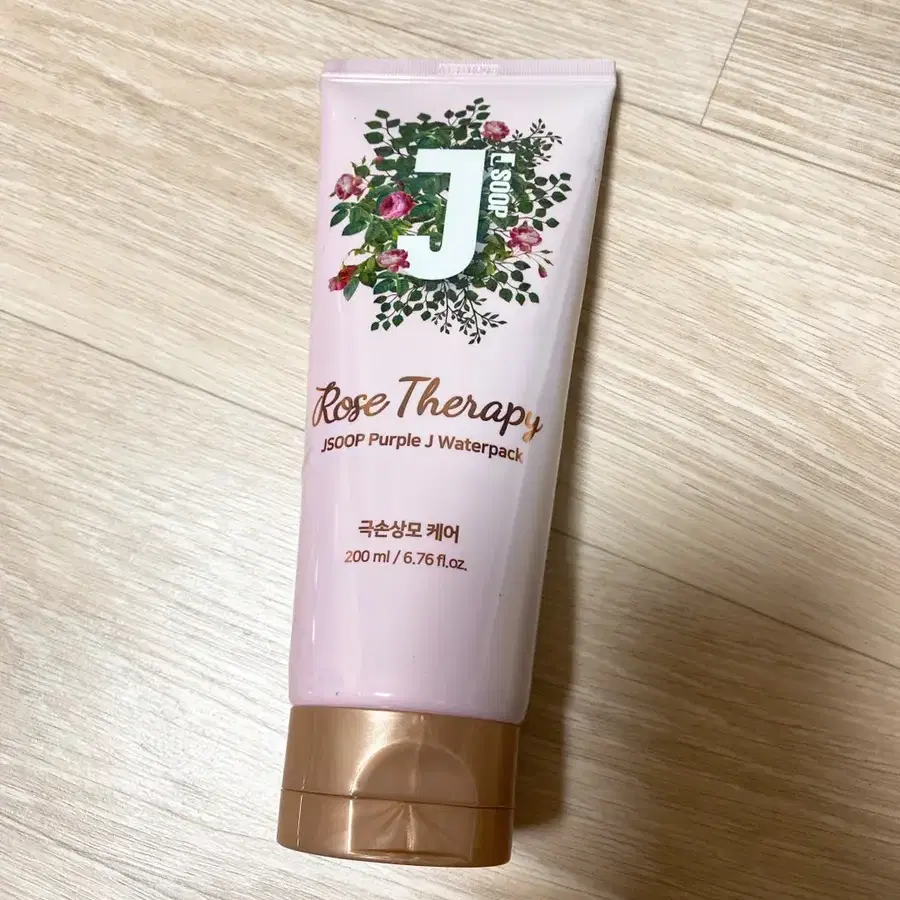 J
J.SOOP
Rose Therapy
JSOOP Purple J Waterpack
극손상모 케어
200 ml / 6.76 fl.oz.